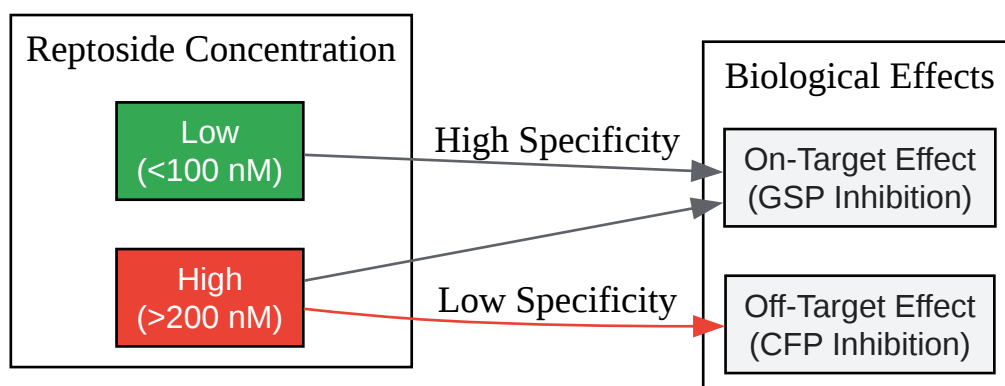 Reptoside Concentration
Low
(<100 nM)
High
(>200 nM)
High Specificity
Low Specificity
Biological Effects
On-Target Effect
(GSP Inhibition)
Off-Target Effect
(CFP Inhibition)